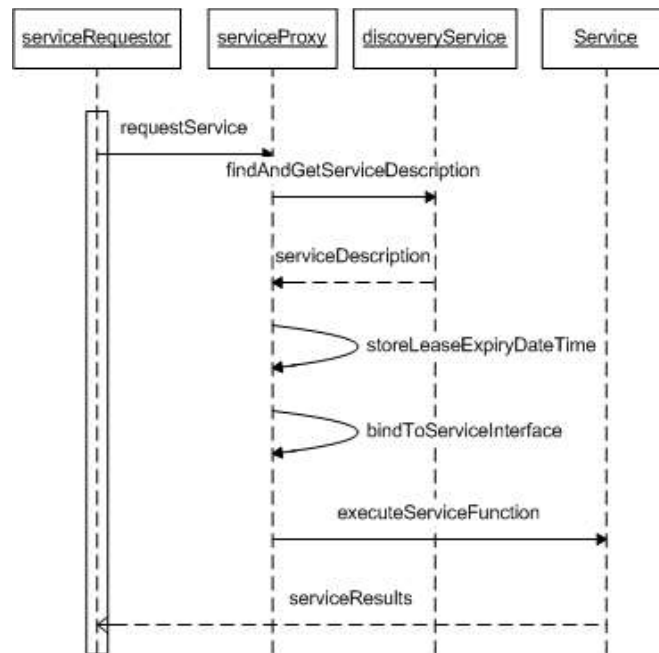 serviceRequestor
serviceProxy
discoveryService
Service
requestService
findAndGetServiceDescription
serviceDescription
storeLeaseExpiryDateTime
bindToServiceInterface
executeServiceFunction
serviceResults